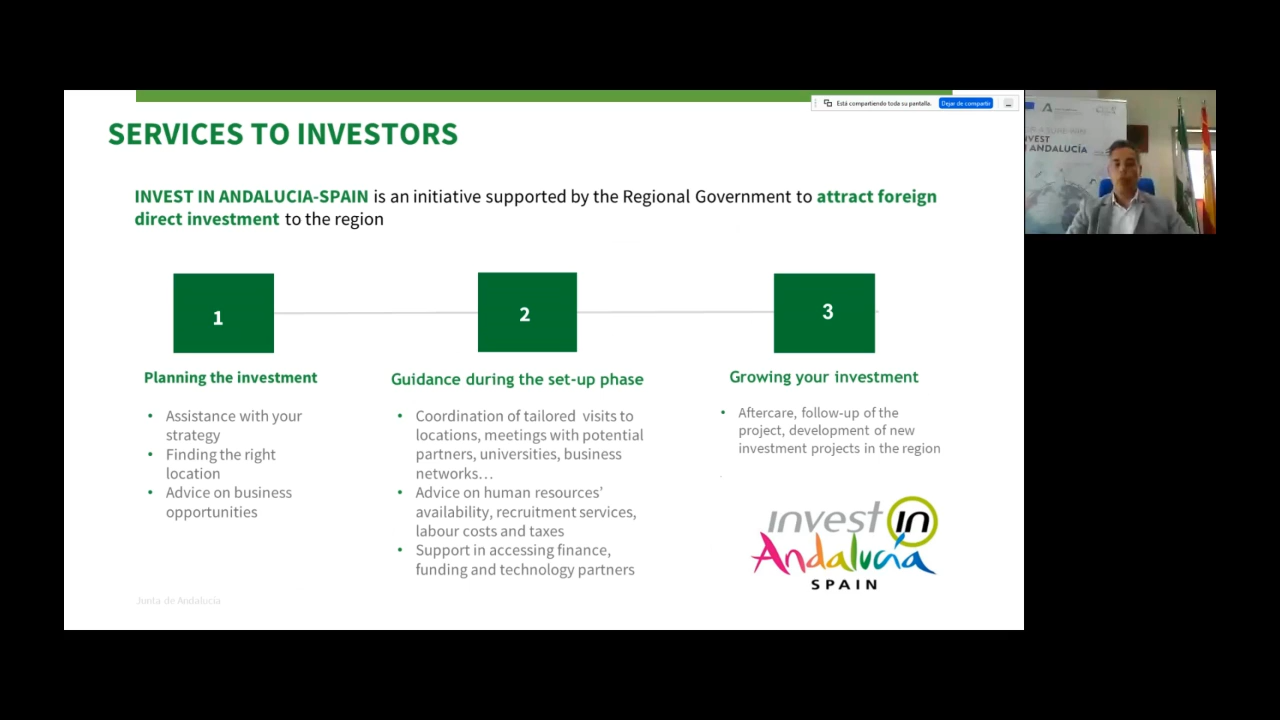 Está compartiendo toda su pantalla. Dejar de compartir
SERVICES TO INVESTORS
INVEST IN ANDALUCIA-SPAIN is an initiative supported by the Regional Government to attract foreign
direct investment to the region
1
2
3
Planning the investment
• Assistance with your
strategy
• Finding the right
location
• Advice on business
opportunities
Guidance during the set-up phase
• Coordination of tailored visits to
locations, meetings with potential
partners, universities, business
networks…
• Advice on human resources’
availability, recruitment services,
labour costs and taxes
• Support in accessing finance,
funding and technology partners
Growing your investment
• Aftercare, follow-up of the
project, development of new
investment projects in the region
invest in
Andalucía
SPAIN
Junta de Andalucía
ANDALUCÍA